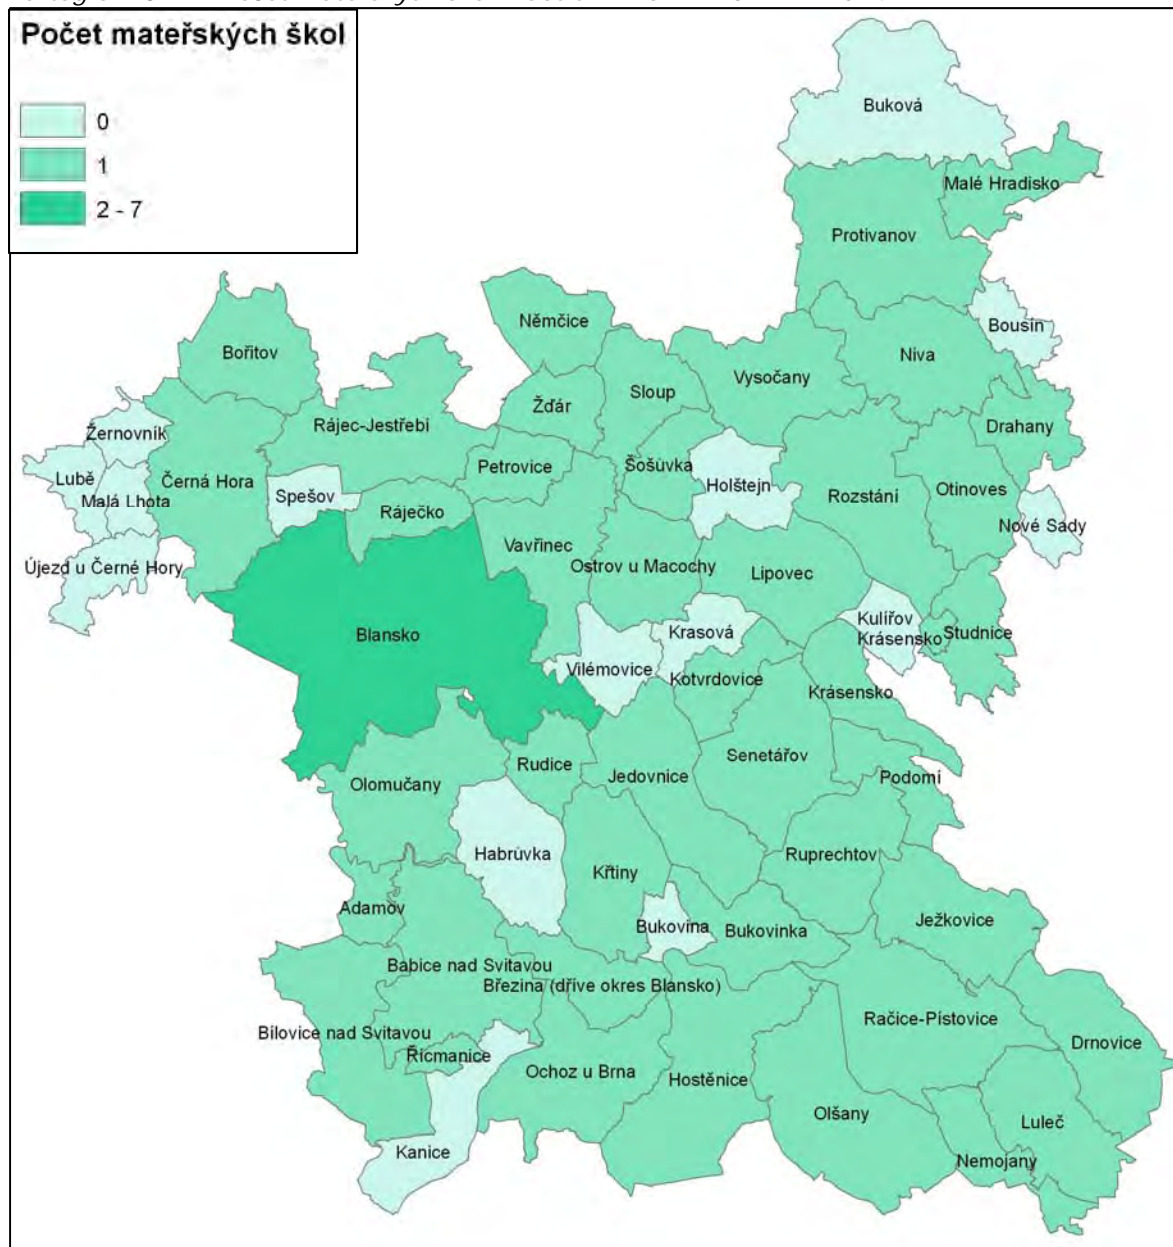 Počet mateřských škol
0
1
2 - 7
Buková
Malé Hradisko
Protivanov
Bousín
Němčice
Niva
Bořitov
Vysočany
Sloup
Žďár
Rájec-Jestřebí
Drahany
Žernovník
Petrovice
Šošůvka
Lubě
Černá Hora
Holštejn
Otinoves
Spešov
Malá Lhota
Rozstání
Ráječko
Nové Sady
Vavřinec
Újezd u Černé Hory
Ostrov u Macochy
Lipovec
Kulířov
Krasová
Blansko
Krásensko
Studnice
Vilémovice
Kotvrdovice
Krásensko
Senetářov
Rudice
Jedovnice
Podomí
Olomučany
Habrůvka
Ruprechtov
Křtiny
Adamov
Ježkovice
Bukovina
Bukovinka
Babice nad Svitavou
Březina (dříve okres Blansko)
Račice-Pístovice
Bílovice nad Svitavou
Drnovice
Řícmanice
Ochoz u Brna
Hostěnice
Olšany
Luleč
Kanice
Nemojany